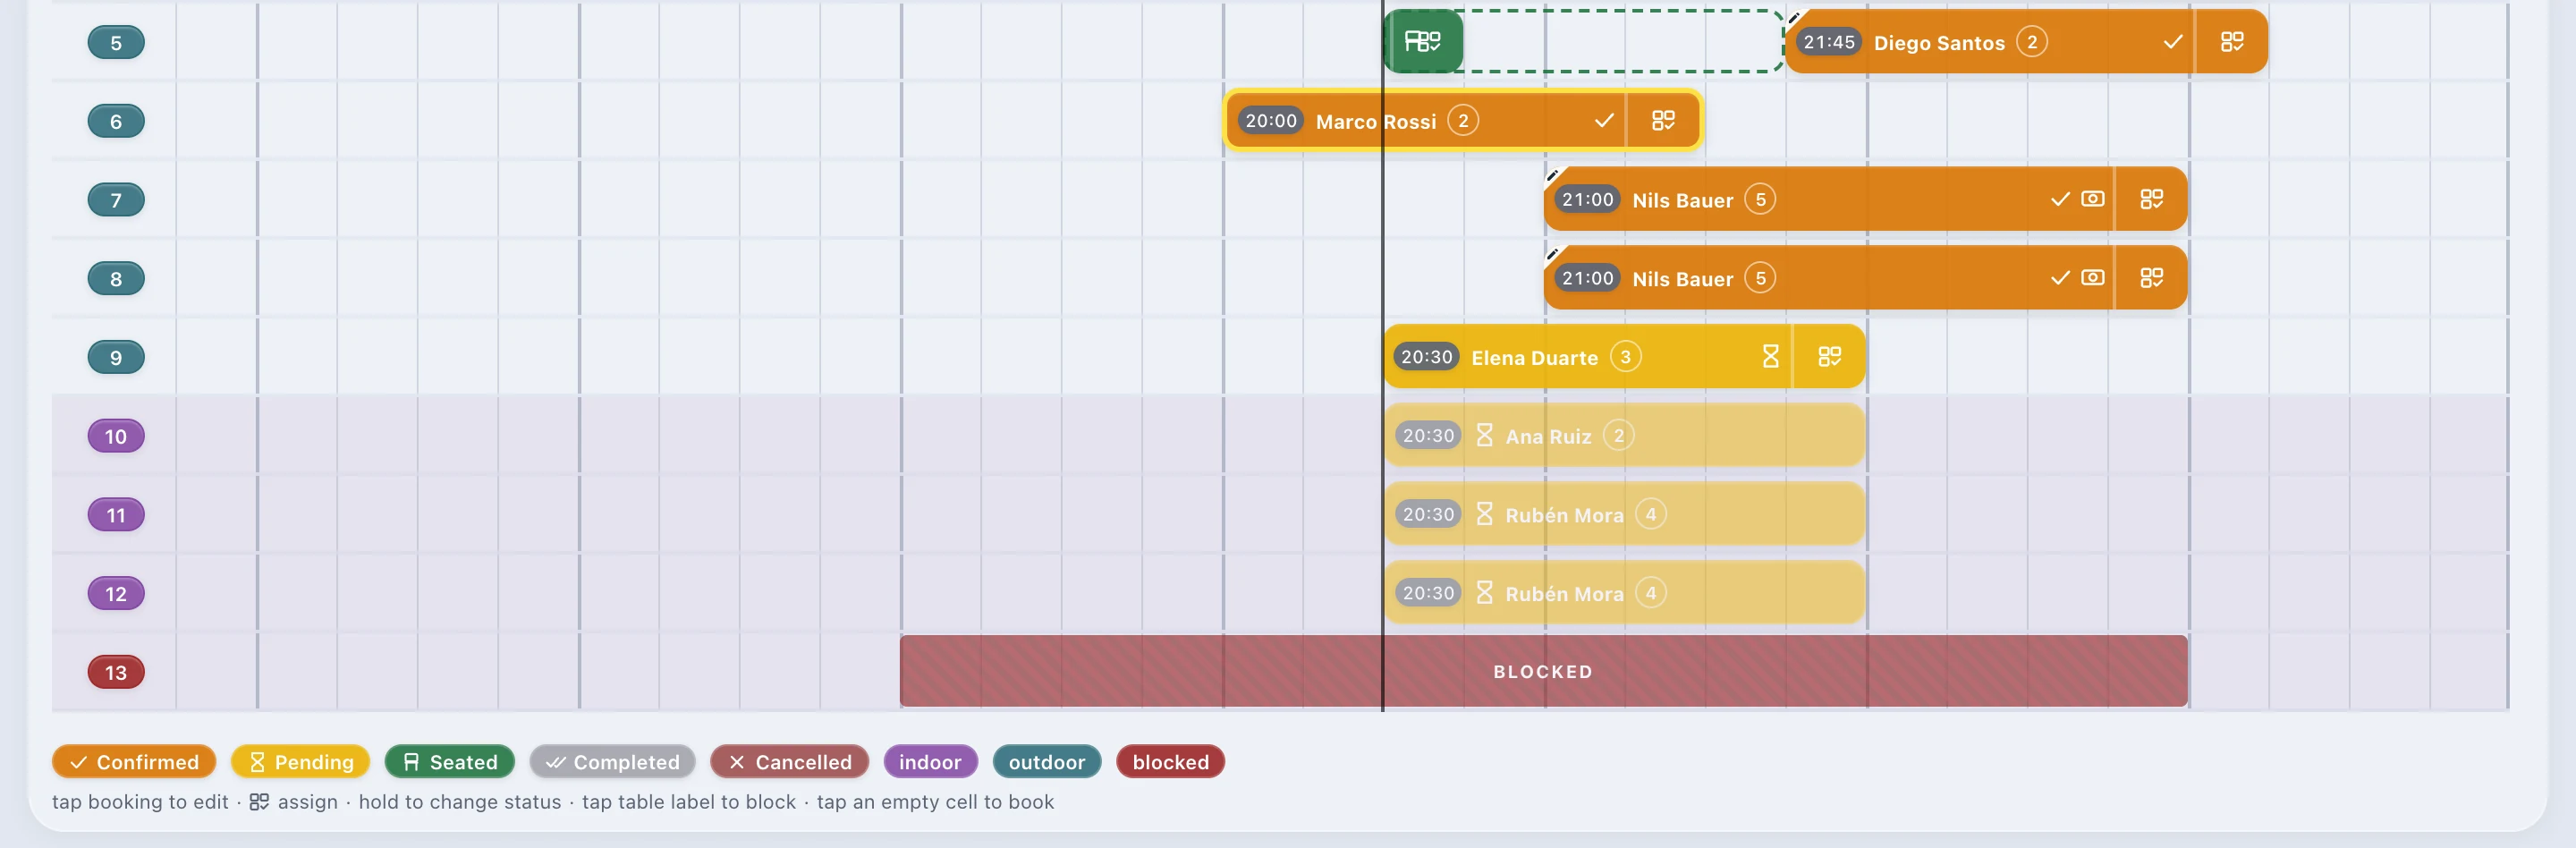 5 21:45 Diego Santos 2
6 20:00 Marco Rossi 2
7 21:00 Nils Bauer 5
8 21:00 Nils Bauer 5
9 20:30 Elena Duarte 3
10 20:30 Ana Ruiz 2
11 20:30 Rubén Mora 4
12 20:30 Rubén Mora 4
13 BLOCKED
Confirmed Pending Seated Completed Cancelled indoor outdoor blocked
tap booking to edit · assign · hold to change status · tap table label to block · tap an empty cell to book